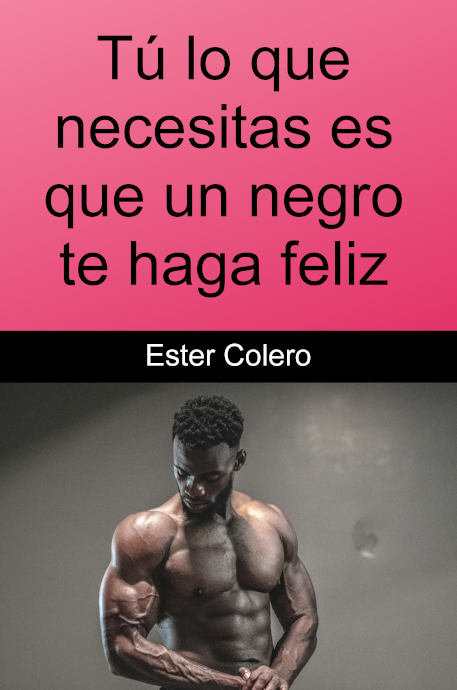 Tú lo que
necesitas es
que un negro
te haga feliz
Ester Colero